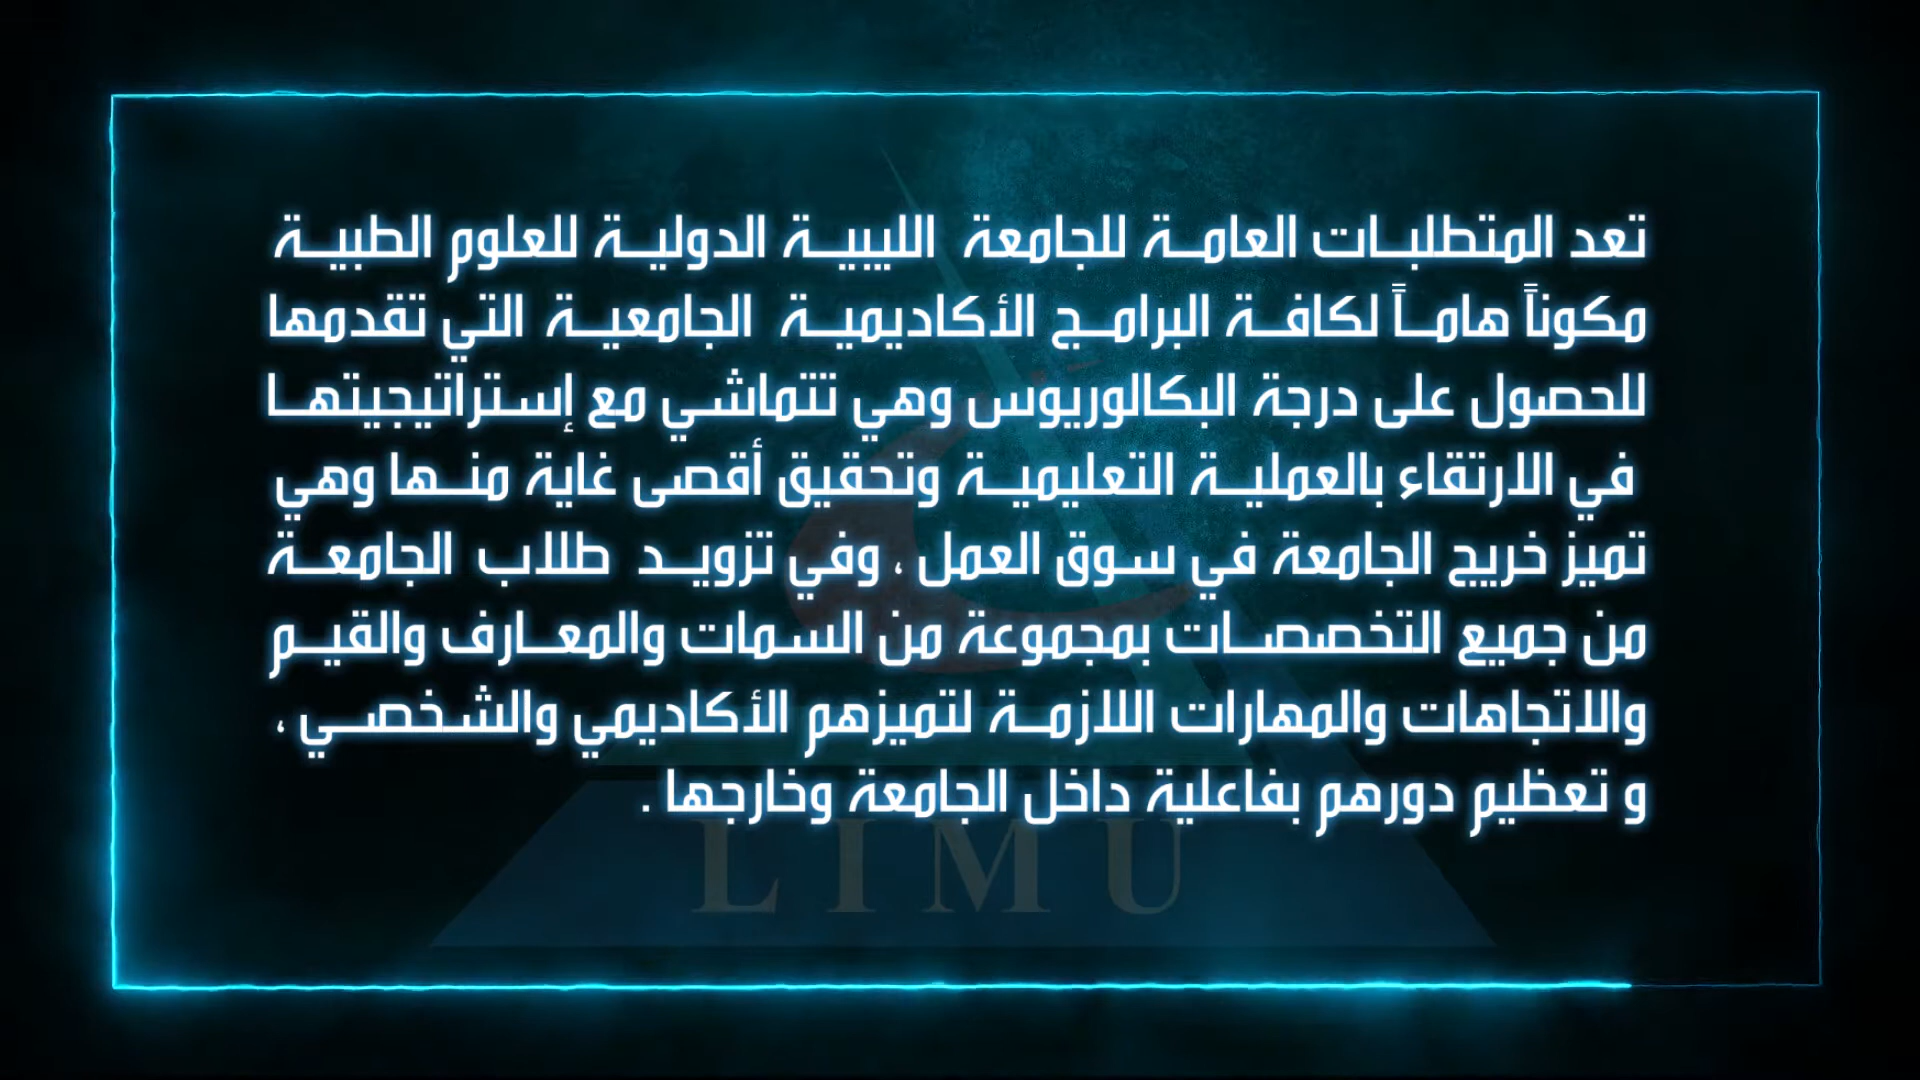 تعد المتطلبات العامة للجامعة الليبية الدولية للعلوم الطبية
مكوناً هاماً لكافة البرامج الأكاديمية الجامعية التي تقدمها
للحصول على درجة البكالوريوس وهي تتماشي مع إستراتيجيتها
في الارتقاء بالعملية التعليمية وتحقيق أقصى غاية منها وهي
تميز خريج الجامعة في سوق العمل ، وفي تزويد طلاب الجامعة
من جميع التخصصات بمجموعة من السمات والمعارف والقيم
والاتجاهات والمهارات اللازمة لتميزهم الأكاديمي والشخصي ،
و تعظيم دورهم بفاعلية داخل الجامعة وخارجها .
LIMU